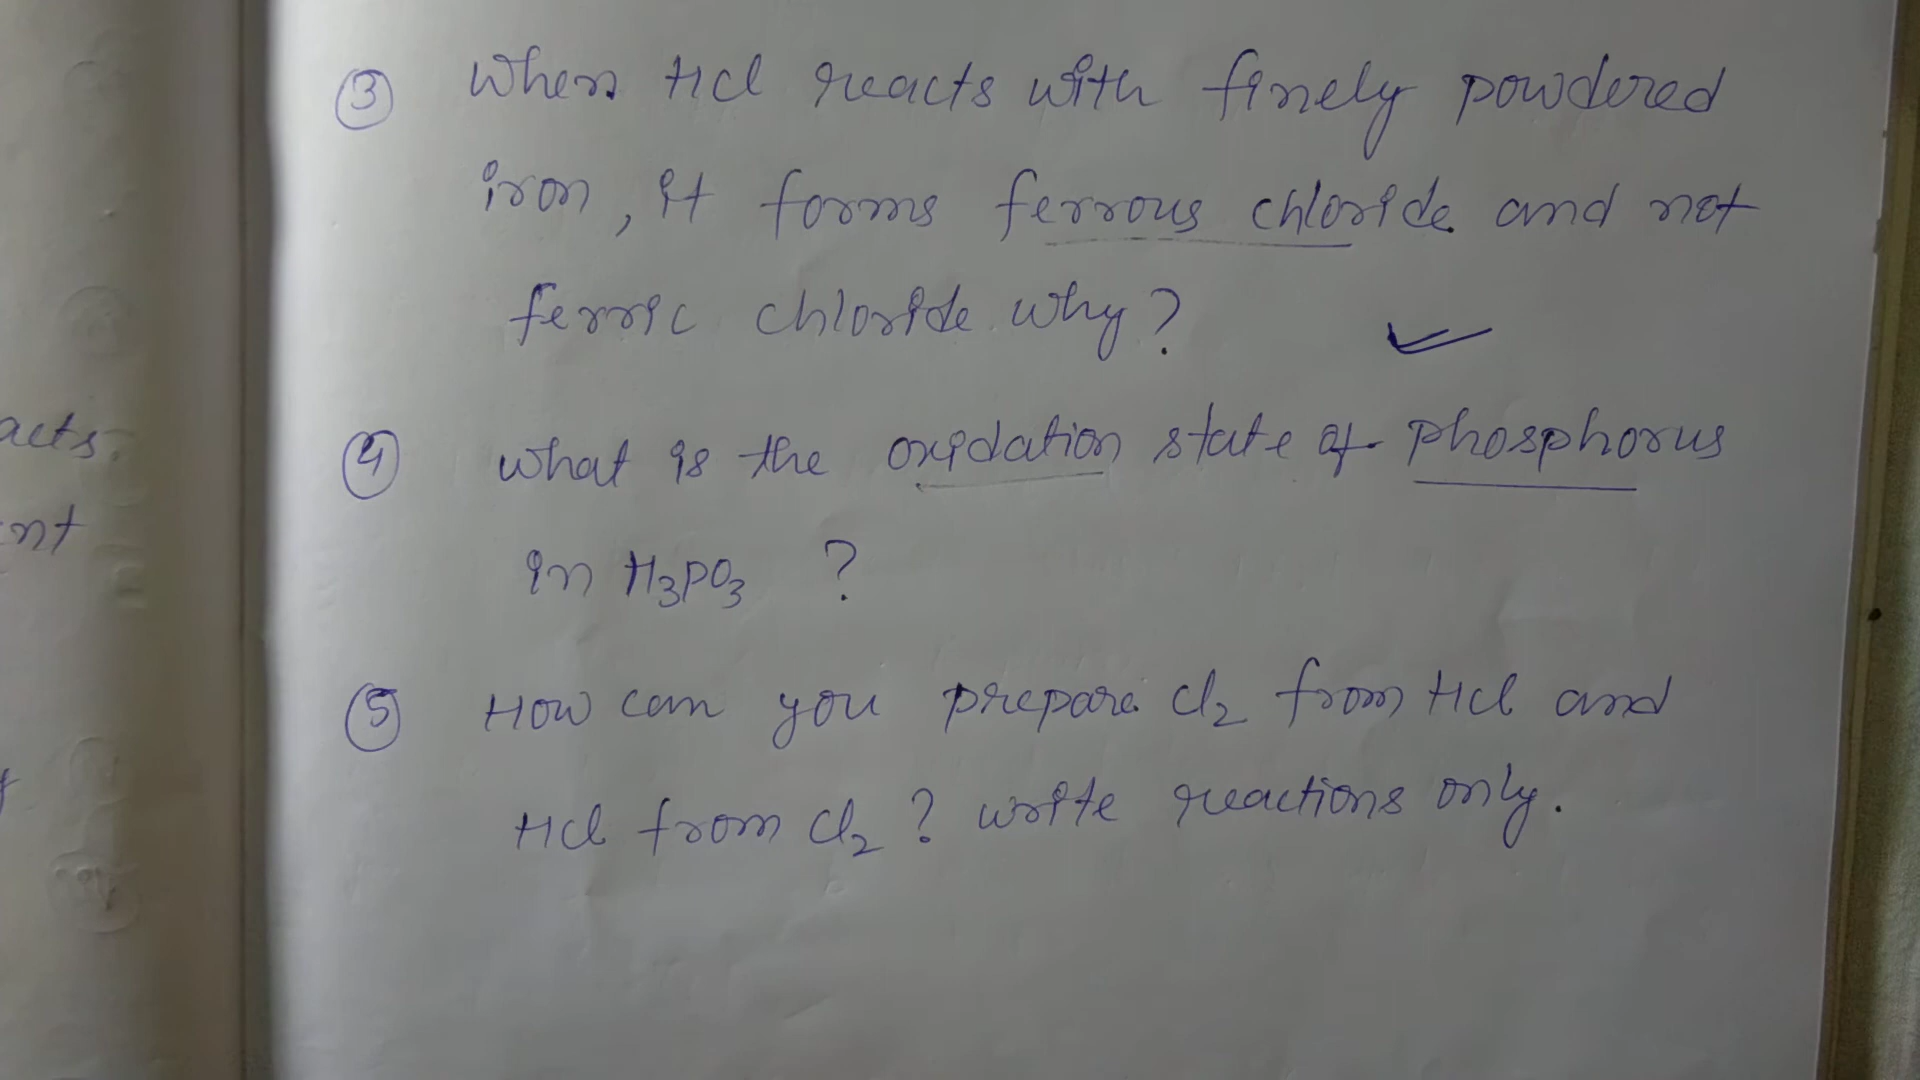 acts.
nt
③ When HCl reacts with finely powdered
iron, it forms ferrous chloride and not
ferric chloride why?
④ What is the oxidation state of phosphorus
in H₃PO₃ ?
⑤ How can you prepare Cl₂ from HCl and
HCl from Cl₂ ? write reactions only.